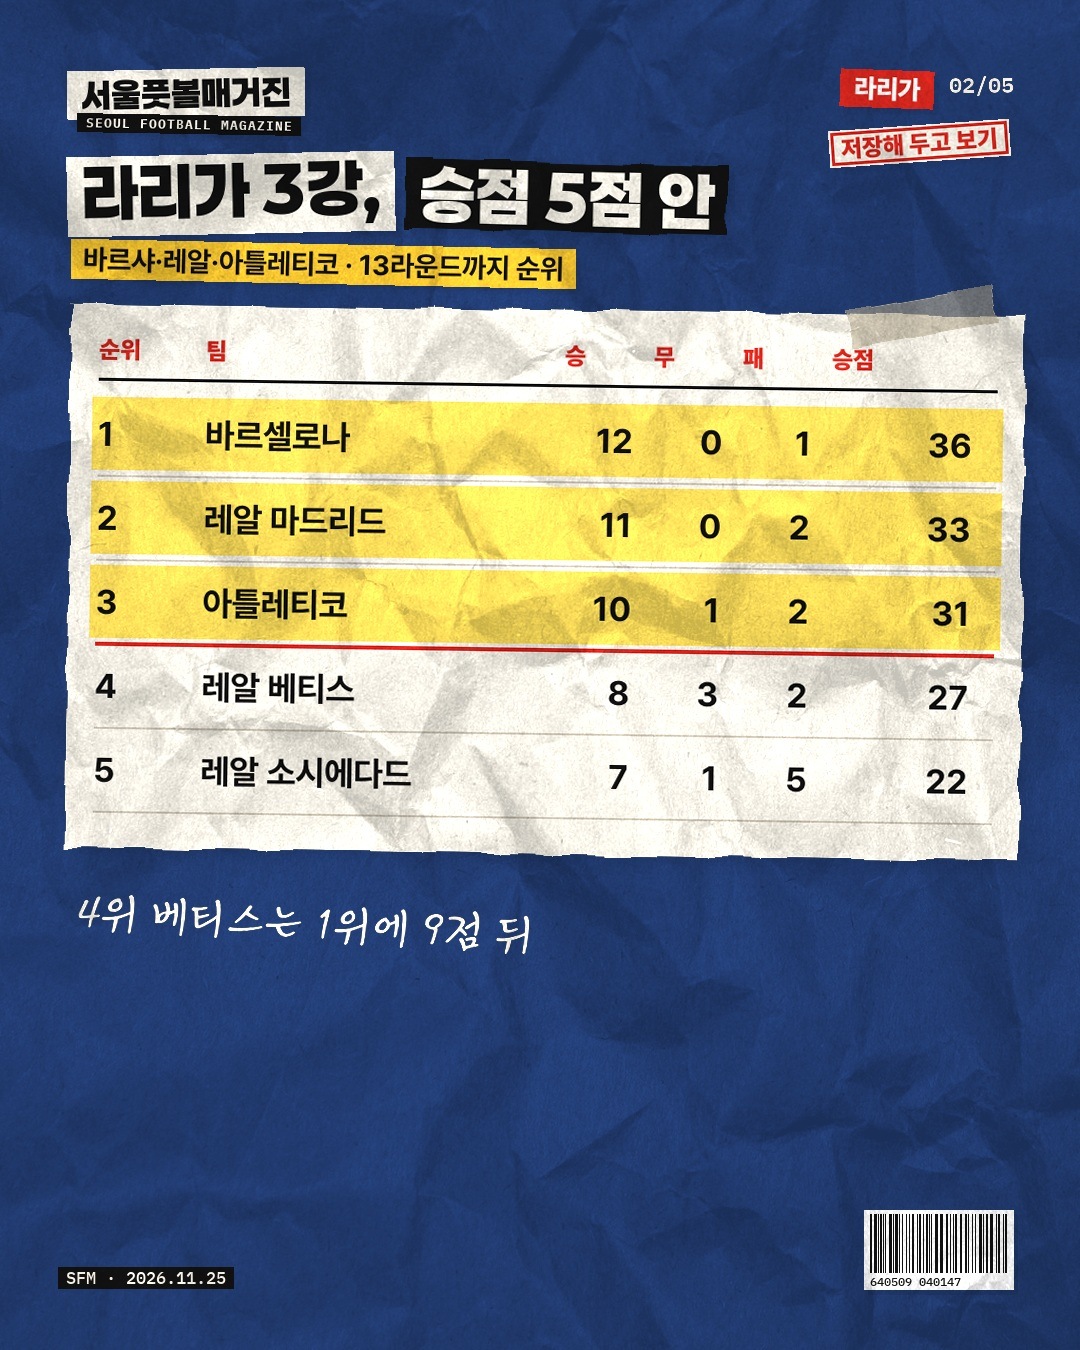 서울풋볼매거진
SEOUL FOOTBALL MAGAZINE
라리가 02/05
저장해 두고 보기
라리가 3강, 승점 5점 안
바르샤·레알·아틀레티코 · 13라운드까지 순위
순위 팀 승 무 패 승점
1 바르셀로나 12 0 1 36
2 레알 마드리드 11 0 2 33
3 아틀레티코 10 1 2 31
4 레알 베티스 8 3 2 27
5 레알 소시에다드 7 1 5 22
4위 베티스는 1위에 9점 뒤
SFM · 2026.11.25
640509 040147